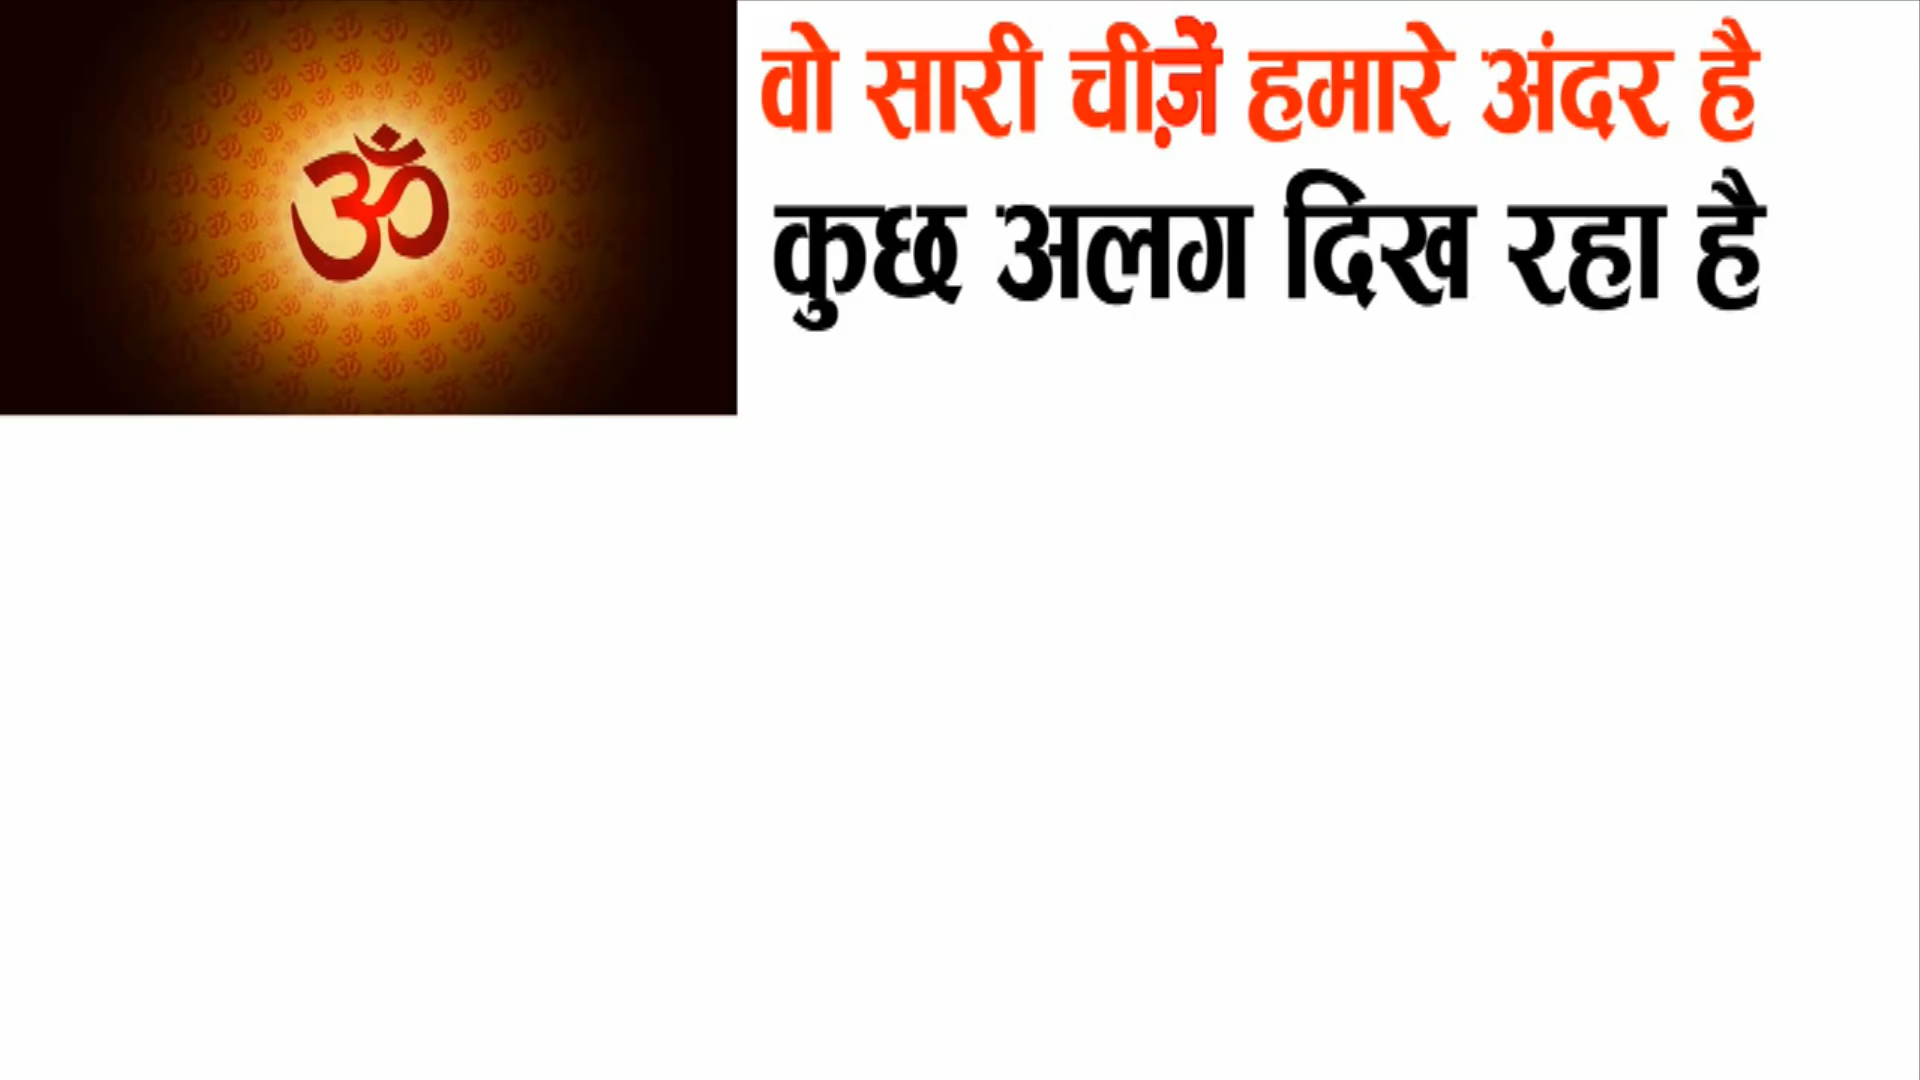 ॐ
वो सारी चीज़ें हमारे अंदर है
कुछ अलग दिख रहा है